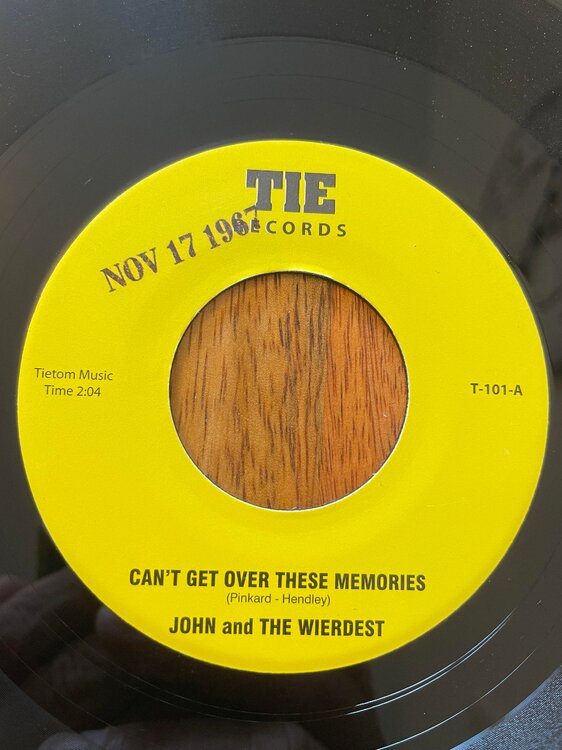 TIE
RECORDS
NOV 17 1967
Tietom Music
Time 2:04
T-101-A
CAN'T GET OVER THESE MEMORIES
(Pinkard - Hendley)
JOHN and THE WIERDEST